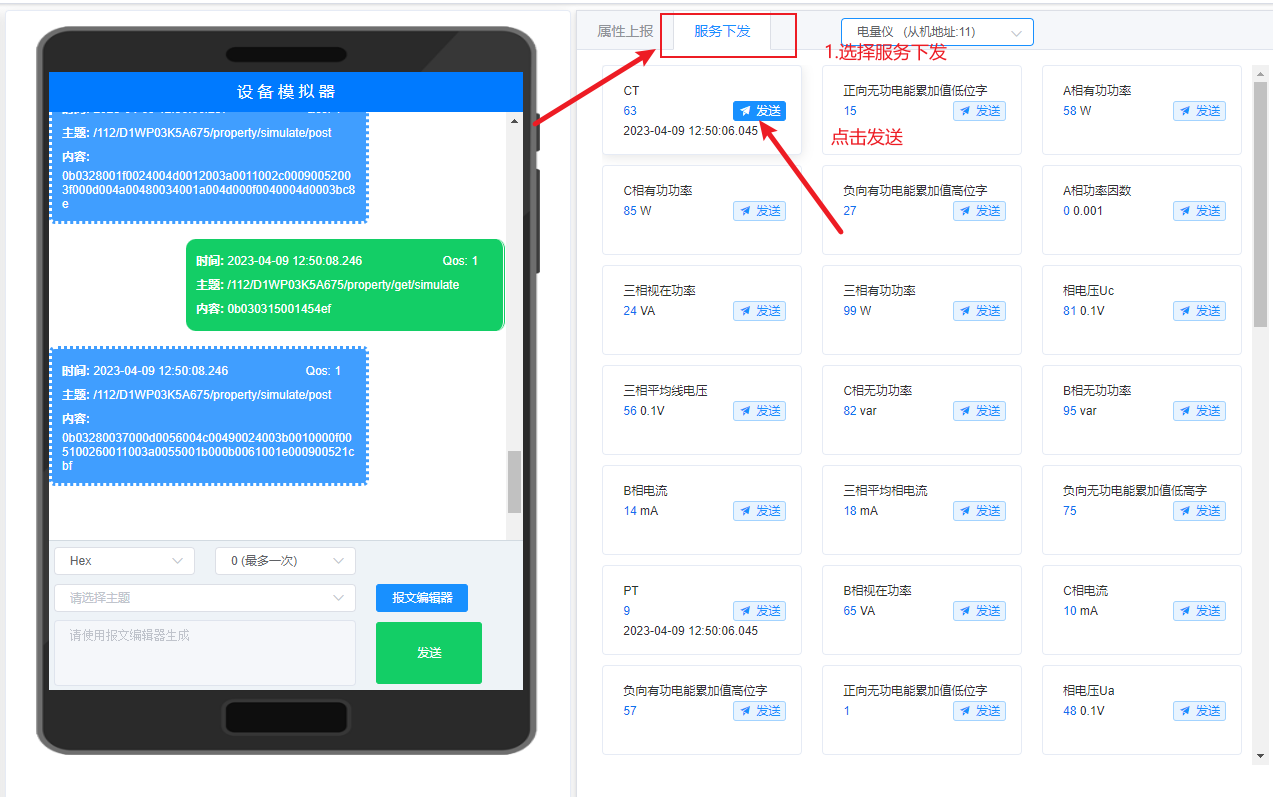 设备模拟器
主题: /112/D1WP03K5A675/property/simulate/post
内容:
0b0328001f0024004d0012003a0011002c0009005200
3f000d004a00480034001a004d000f0040004d0003bc8
e
时间: 2023-04-09 12:50:08.246 Qos: 1
主题: /112/D1WP03K5A675/property/get/simulate
内容: 0b030315001454ef
时间: 2023-04-09 12:50:08.246 Qos: 1
主题: /112/D1WP03K5A675/property/simulate/post
内容:
0b03280037000d0056004c00490024003b0010000f00
5100260011003a0055001b000b0061001e000900521c
bf
Hex 0 (最多一次)
请选择主题 报文编辑器
请使用报文编辑器生成
发送
属性上报 服务下发 电量仪 (从机地址:11)
1.选择服务下发
点击发送
CT
63 发送
2023-04-09 12:50:06.045
正向无功电能累加值低位字
15 发送
A相有功功率
58 W 发送
C相有功功率
85 W 发送
负向有功电能累加值高位字
27 发送
A相功率因数
0 0.001 发送
三相视在功率
24 VA 发送
三相有功功率
99 W 发送
相电压Uc
81 0.1V 发送
三相平均线电压
56 0.1V 发送
C相无功功率
82 var 发送
B相无功功率
95 var 发送
B相电流
14 mA 发送
三相平均相电流
18 mA 发送
负向无功电能累加值低高字
75 发送
PT
9 发送
2023-04-09 12:50:06.045
B相视在功率
65 VA 发送
C相电流
10 mA 发送
负向有功电能累加值高位字
57 发送
正向无功电能累加值低位字
1 发送
相电压Ua
48 0.1V 发送